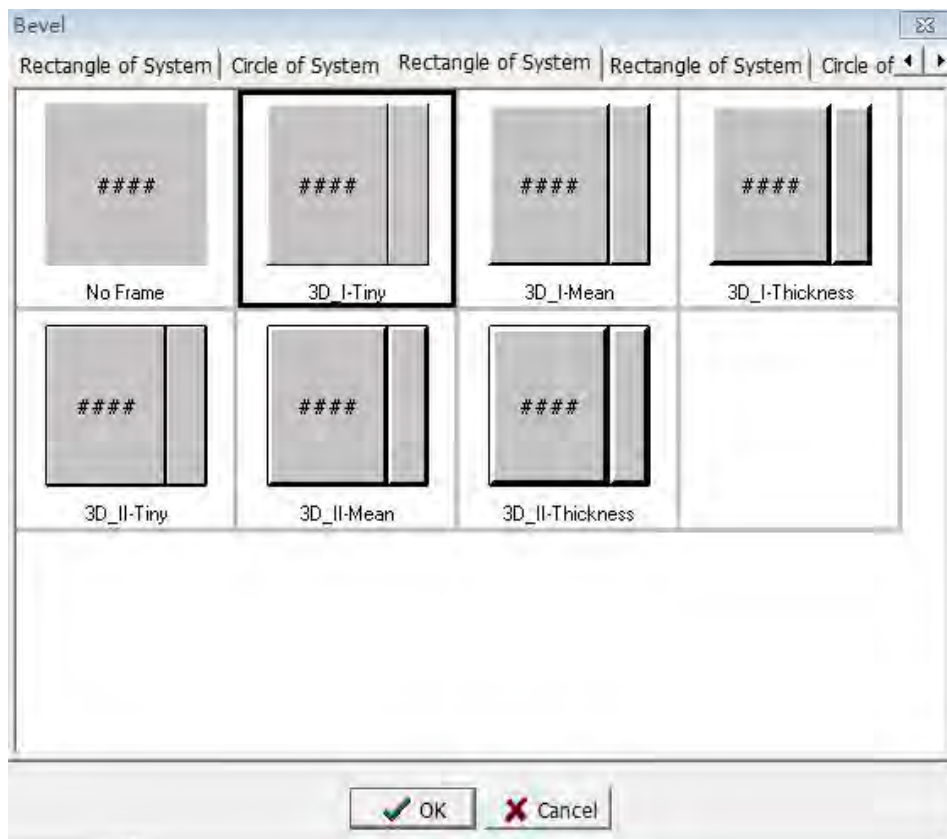 Bevel
Rectangle of System Circle of System Rectangle of System Rectangle of System Circle of
#### #### #### ####
No Frame 3D_I-Tiny 3D_I-Mean 3D_I-Thickness
#### #### ####
3D_II-Tiny 3D_II-Mean 3D_II-Thickness
OK Cancel